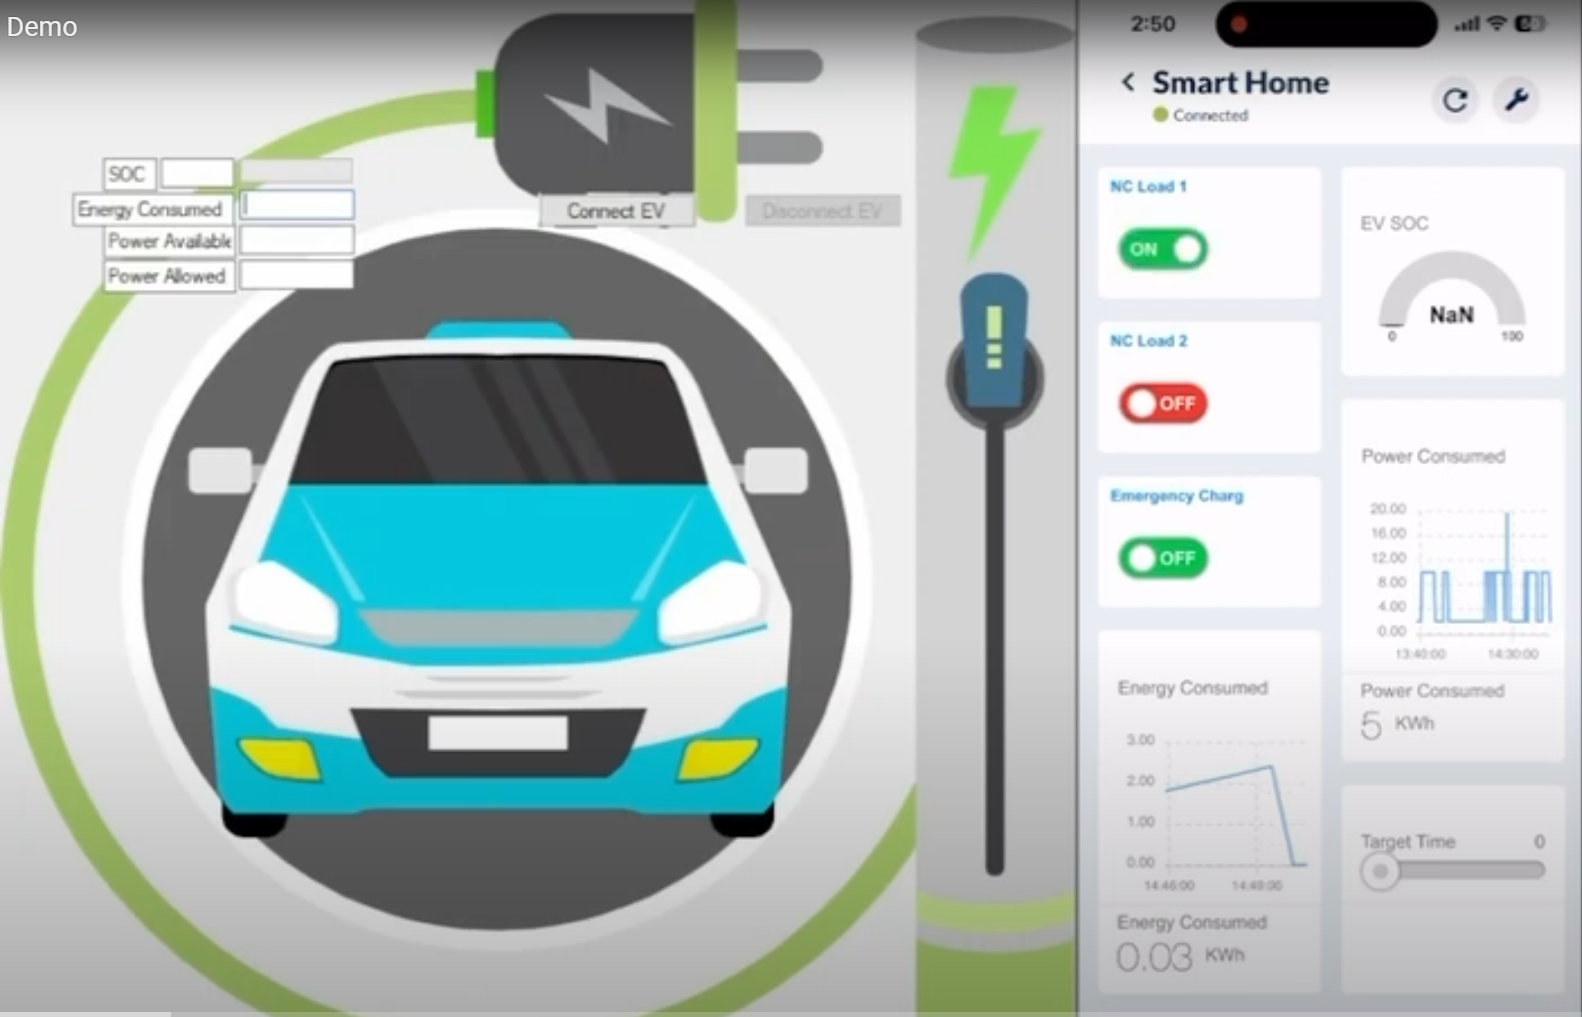 Demo
SOC
Energy Consumed
Power Available
Power Allowed
Connect EV
Disconnect EV
2:50
Smart Home
Connected
NC Load 1
ON
NC Load 2
OFF
Emergency Charg
OFF
Energy Consumed
3.00
2.00
1.00
0.00
14:46:00
14:49:00
Energy Consumed
0.03 KWh
EV SOC
NaN
0
100
Power Consumed
20.00
16.00
12.00
8.00
4.00
0.00
13:40:00
14:30:00
Power Consumed
5 KWh
Target Time
0